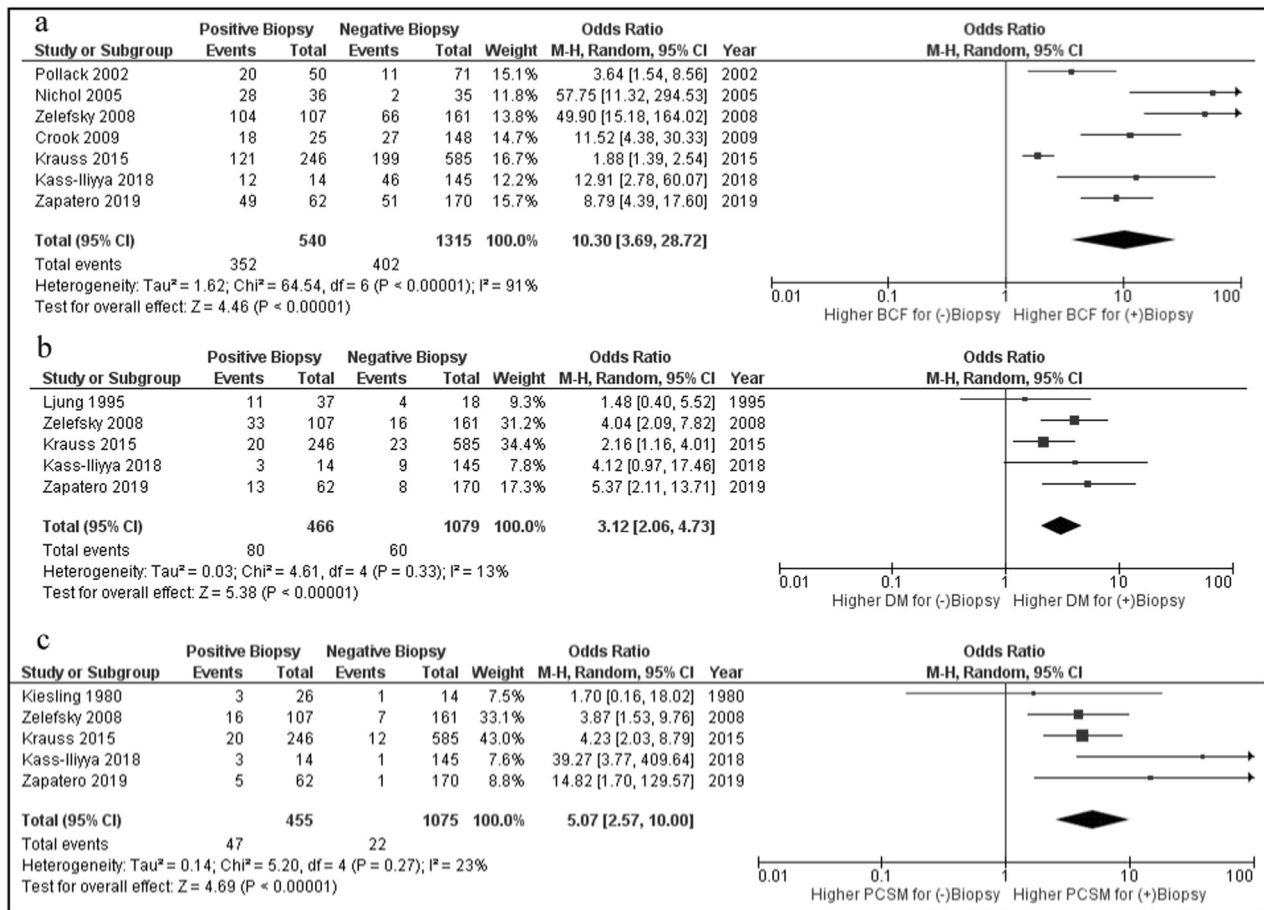 a
Positive Biopsy Negative Biopsy Odds Ratio Odds Ratio
Study or Subgroup Events Total Events Total Weight M-H, Random, 95% CI Year M-H, Random, 95% CI
Pollack 2002 20 50 11 71 15.1% 3.64 [1.54, 8.56] 2002
Nichol 2005 28 36 2 35 11.8% 57.75 [11.32, 294.53] 2005
Zelefsky 2008 104 107 66 161 13.8% 49.90 [15.18, 164.02] 2008
Crook 2009 18 25 27 148 14.7% 11.52 [4.38, 30.33] 2009
Krauss 2015 121 246 199 585 16.7% 1.88 [1.39, 2.54] 2015
Kass-Iliyya 2018 12 14 46 145 12.2% 12.91 [2.78, 60.07] 2018
Zapatero 2019 49 62 51 170 15.7% 8.79 [4.39, 17.60] 2019
Total (95% CI) 540 1315 100.0% 10.30 [3.69, 28.72]
Total events 352 402
Heterogeneity: Tau² = 1.62; Chi² = 64.54, df = 6 (P < 0.00001); I² = 91%
Test for overall effect: Z = 4.46 (P < 0.00001)
0.01 0.1 1 10 100
Higher BCF for (-)Biopsy Higher BCF for (+)Biopsy
b
Positive Biopsy Negative Biopsy Odds Ratio Odds Ratio
Study or Subgroup Events Total Events Total Weight M-H, Random, 95% CI Year M-H, Random, 95% CI
Ljung 1995 11 37 4 18 9.3% 1.48 [0.40, 5.52] 1995
Zelefsky 2008 33 107 16 161 31.2% 4.04 [2.09, 7.82] 2008
Krauss 2015 20 246 23 585 34.4% 2.16 [1.16, 4.01] 2015
Kass-Iliyya 2018 3 14 9 145 7.8% 4.12 [0.97, 17.46] 2018
Zapatero 2019 13 62 8 170 17.3% 5.37 [2.11, 13.71] 2019
Total (95% CI) 466 1079 100.0% 3.12 [2.06, 4.73]
Total events 80 60
Heterogeneity: Tau² = 0.03; Chi² = 4.61, df = 4 (P = 0.33); I² = 13%
Test for overall effect: Z = 5.38 (P < 0.00001)
0.01 0.1 1 10 100
Higher DM for (-)Biopsy Higher DM for (+)Biopsy
c
Positive Biopsy Negative Biopsy Odds Ratio Odds Ratio
Study or Subgroup Events Total Events Total Weight M-H, Random, 95% CI Year M-H, Random, 95% CI
Kiesling 1980 3 26 1 14 7.5% 1.70 [0.16, 18.02] 1980
Zelefsky 2008 16 107 7 161 33.1% 3.87 [1.53, 9.76] 2008
Krauss 2015 20 246 12 585 43.0% 4.23 [2.03, 8.79] 2015
Kass-Iliyya 2018 3 14 1 145 7.6% 39.27 [3.77, 409.64] 2018
Zapatero 2019 5 62 1 170 8.8% 14.82 [1.70, 129.57] 2019
Total (95% CI) 455 1075 100.0% 5.07 [2.57, 10.00]
Total events 47 22
Heterogeneity: Tau² = 0.14; Chi² = 5.20, df = 4 (P = 0.27); I² = 23%
Test for overall effect: Z = 4.69 (P < 0.00001)
0.01 0.1 1 10 100
Higher PCSM for (-)Biopsy Higher PCSM for (+)Biopsy